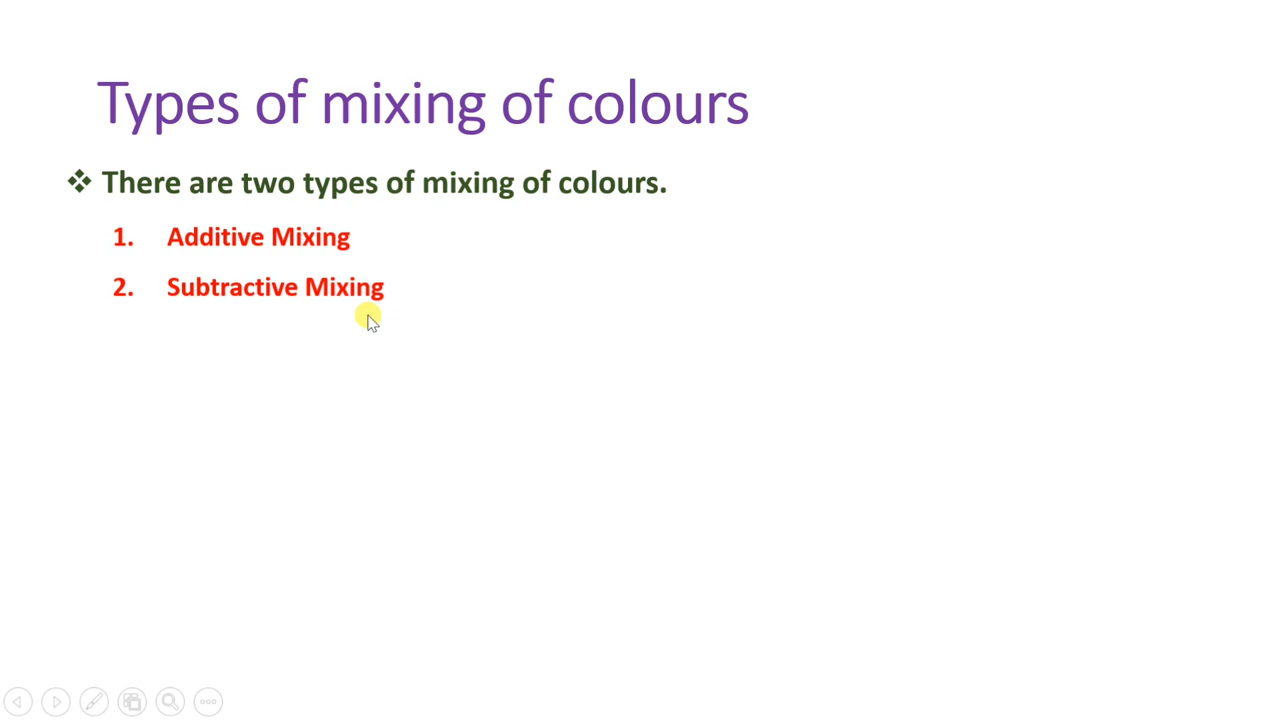 Types of mixing of colours
❖ There are two types of mixing of colours.
1. Additive Mixing
2. Subtractive Mixing